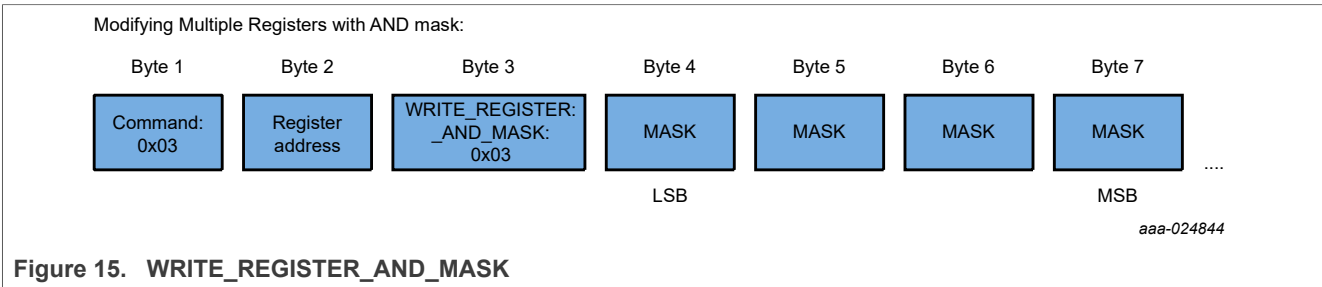 Modifying Multiple Registers with AND mask:
Byte 1 Byte 2 Byte 3 Byte 4 Byte 5 Byte 6 Byte 7
Command:
0x03
Register
address
WRITE_REGISTER:
_AND_MASK:
0x03
MASK
MASK
MASK
MASK
....
LSB MSB
aaa-024844
Figure 15. WRITE_REGISTER_AND_MASK